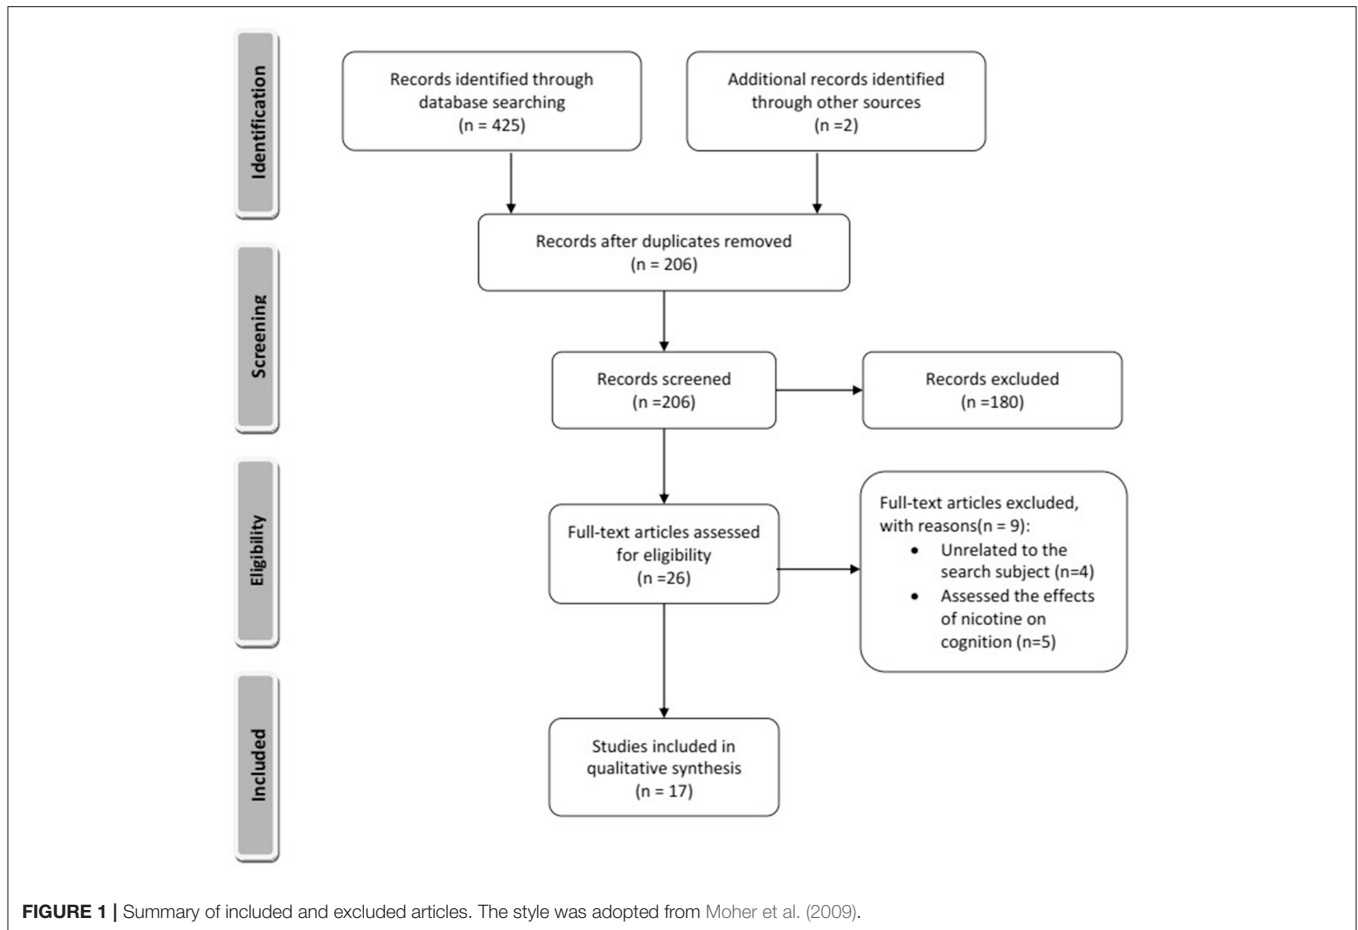 Identification
Records identified through
database searching
(n = 425)
Additional records identified
through other sources
(n =2)
Records after duplicates removed
(n = 206)
Screening
Records screened
(n =206)
Records excluded
(n =180)
Eligibility
Full-text articles assessed
for eligibility
(n =26)
Full-text articles excluded,
with reasons(n = 9):
• Unrelated to the
search subject (n=4)
• Assessed the effects
of nicotine on
cognition (n=5)
Included
Studies included in
qualitative synthesis
(n = 17)
FIGURE 1 | Summary of included and excluded articles. The style was adopted from Moher et al. (2009).